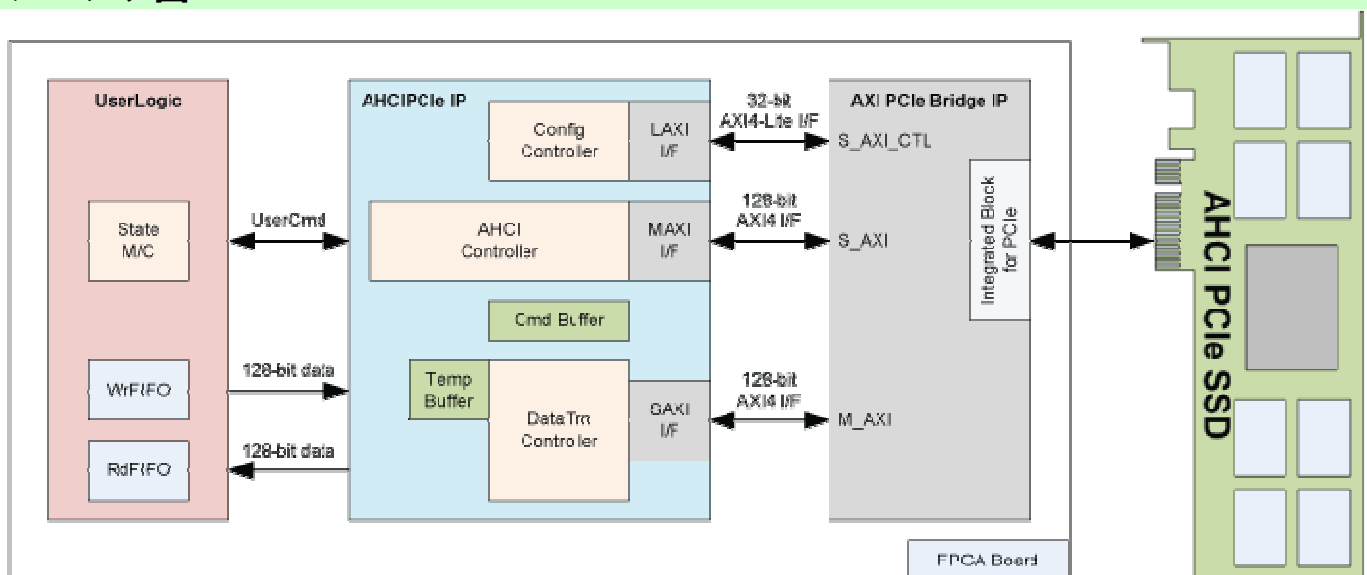 UserLogic
AHCIPCIe IP
AXI PCIe Bridge IP
Config
Controller
LAXI
I/F
32-bit
AXI4-Lite I/F
S_AXI_CTL
State
M/C
UserCmd
AHCI
Controller
MAXI
I/F
128-bit
AXI4 I/F
S_AXI
Integrated Block
for PCIe
AHCI PCIe SSD
Cmd Buffer
WrFIFO
128-bit data
Temp
Buffer
DataTrn
Controller
GAXI
I/F
128-bit
AXI4 I/F
M_AXI
RdFIFO
128-bit data
FPGA Board